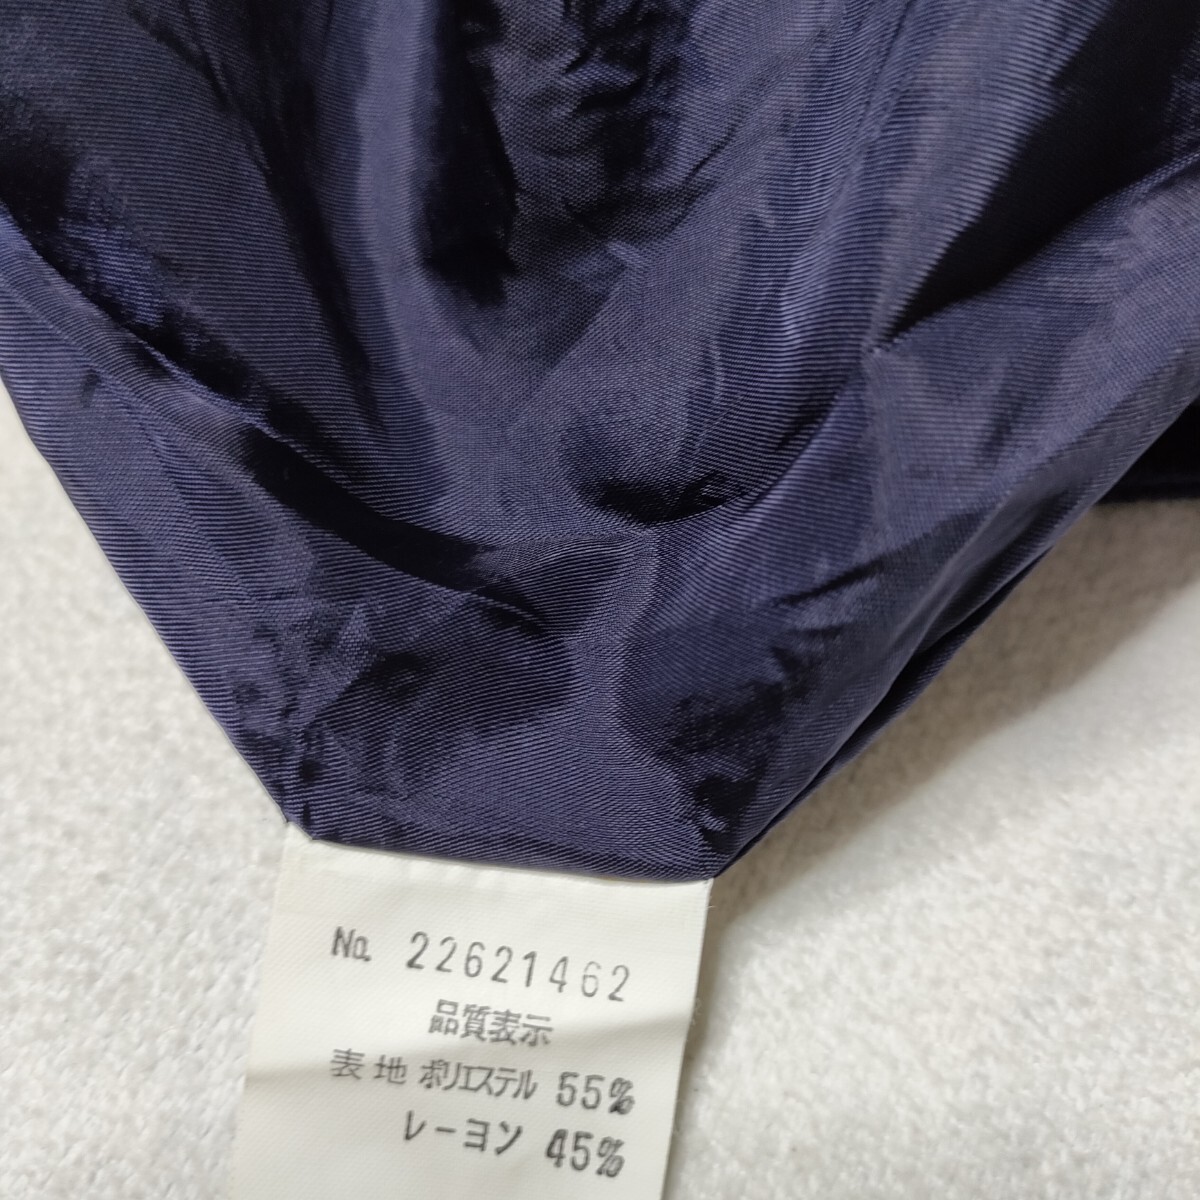 No. 22621462
品質表示
表地 ポリエステル 55%
レーヨン 45%